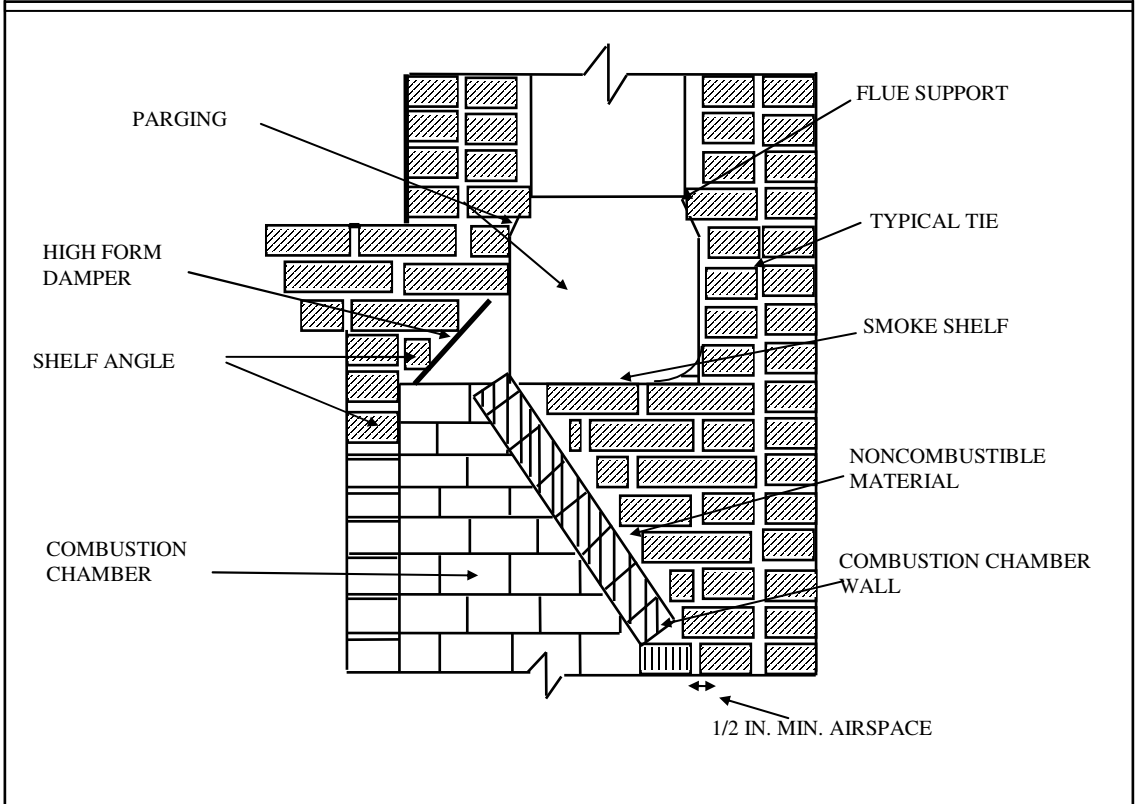 FLUE SUPPORT
PARGING
TYPICAL TIE
HIGH FORM
DAMPER
SMOKE SHELF
SHELF ANGLE
NONCOMBUSTIBLE
MATERIAL
COMBUSTION
CHAMBER
COMBUSTION CHAMBER
WALL
1/2 IN. MIN. AIRSPACE